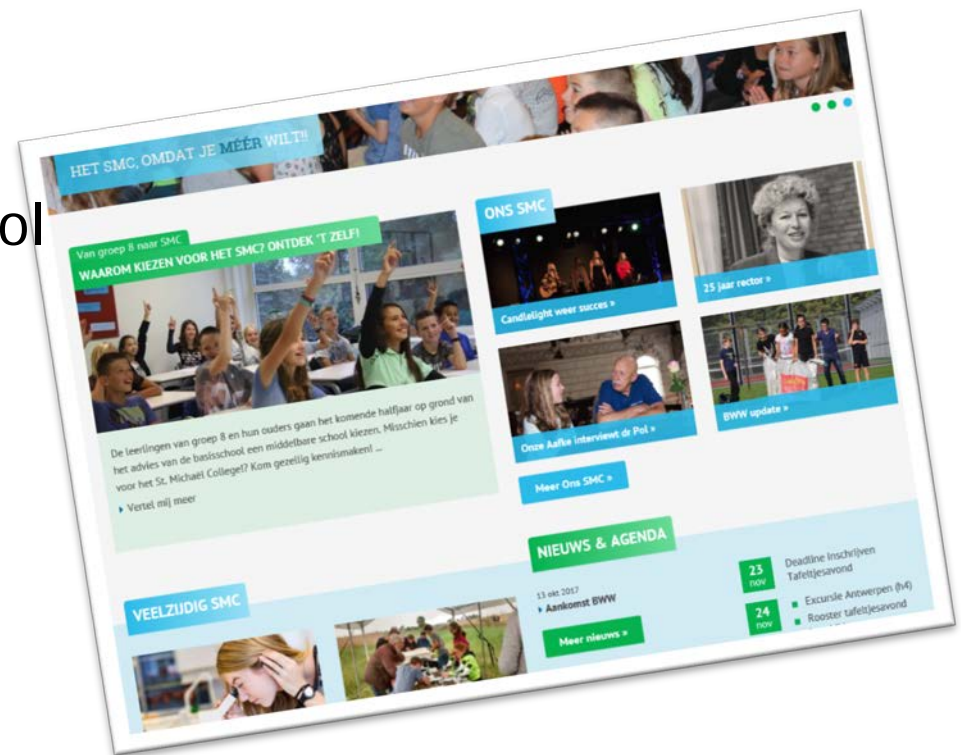 ol
HET SMC, OMDAT JE MÉÉR WILT!!
Van groep 8 naar SMC
WAAROM KIEZEN VOOR HET SMC? ONTDEK 'T ZELF!
De leerlingen van groep 8 en hun ouders gaan het komende halfjaar op grond van
het advies van de basisschool een middelbare school kiezen. Misschien kies je
voor het St. Michaël College!? Kom gezellig kennismaken! ...
Vertel mij meer
ONS SMC
Candlelight weer succes »
25 jaar rector »
Onze Aafke interviewt dr Pol »
BWW update »
Meer Ons SMC »
VEELZIJDIG SMC
NIEUWS & AGENDA
13 okt 2017
Aankomst BWW
Meer nieuws »
23
nov
Deadline Inschrijven
Tafeltjesavond
24
nov
Excursie Antwerpen (h4)
Rooster tafeltjesavond